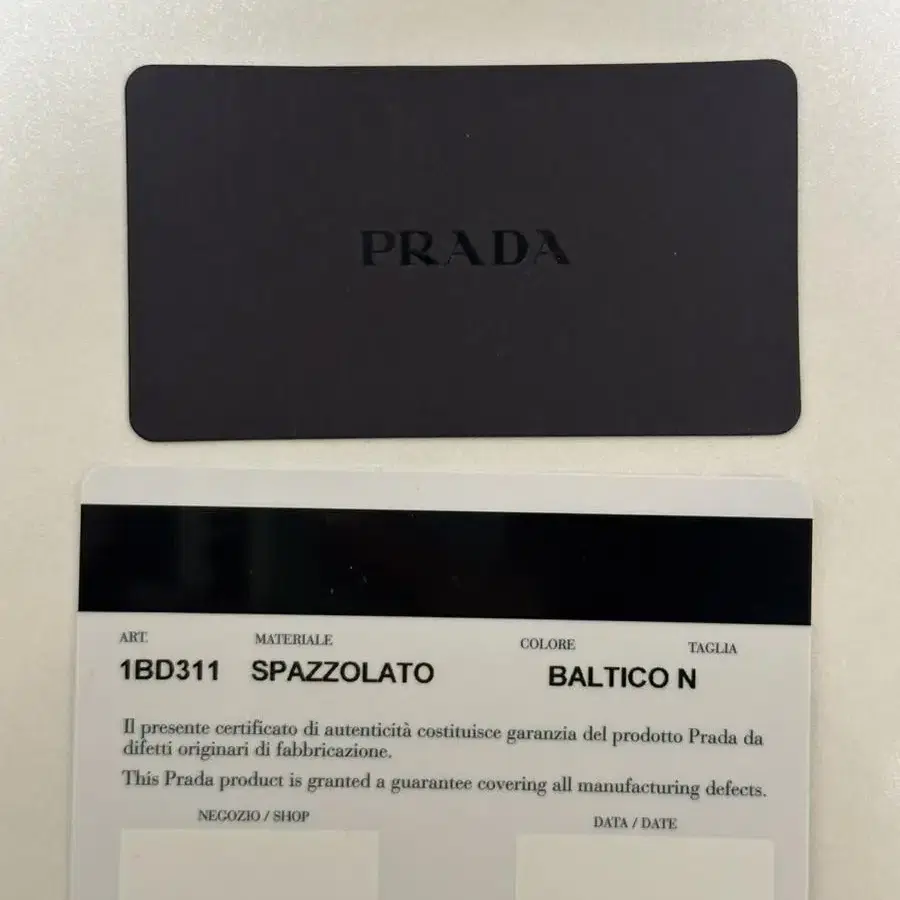 PRADA
ART. MATERIALE COLORE TAGLIA
1BD311 SPAZZOLATO BALTICO N
Il presente certificato di autenticità costituisce garanzia del prodotto Prada da
difetti originari di fabbricazione.
This Prada product is granted a guarantee covering all manufacturing defects.
NEGOZIO / SHOP DATA / DATE